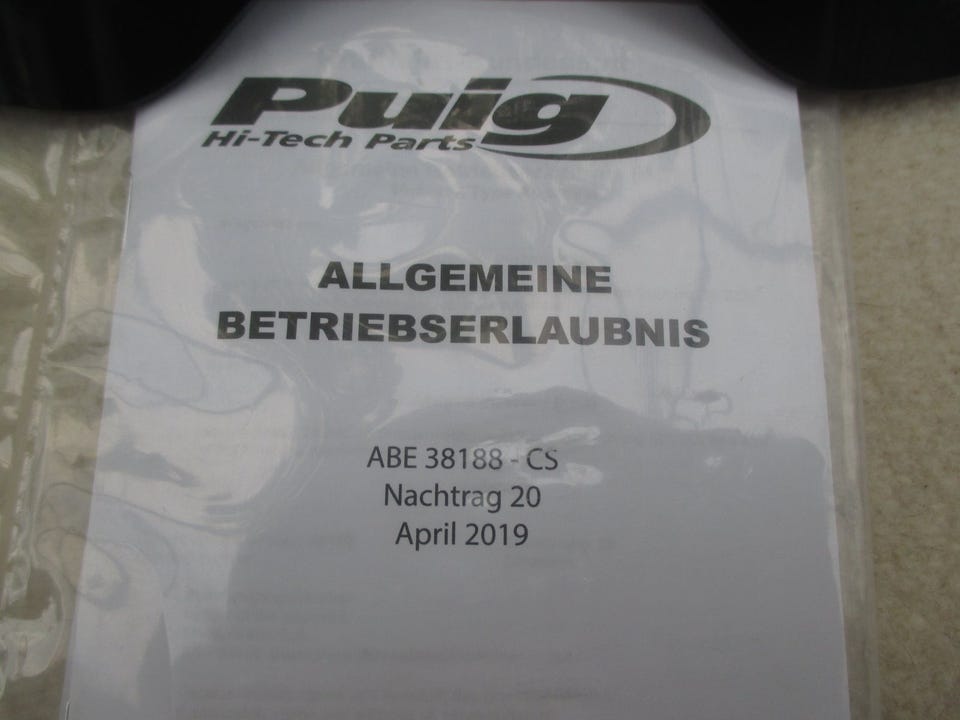 Puig
Hi-Tech Parts
ALLGEMEINE
BETRIEBSERLAUBNIS
ABE 38188 - CS
Nachtrag 20
April 2019